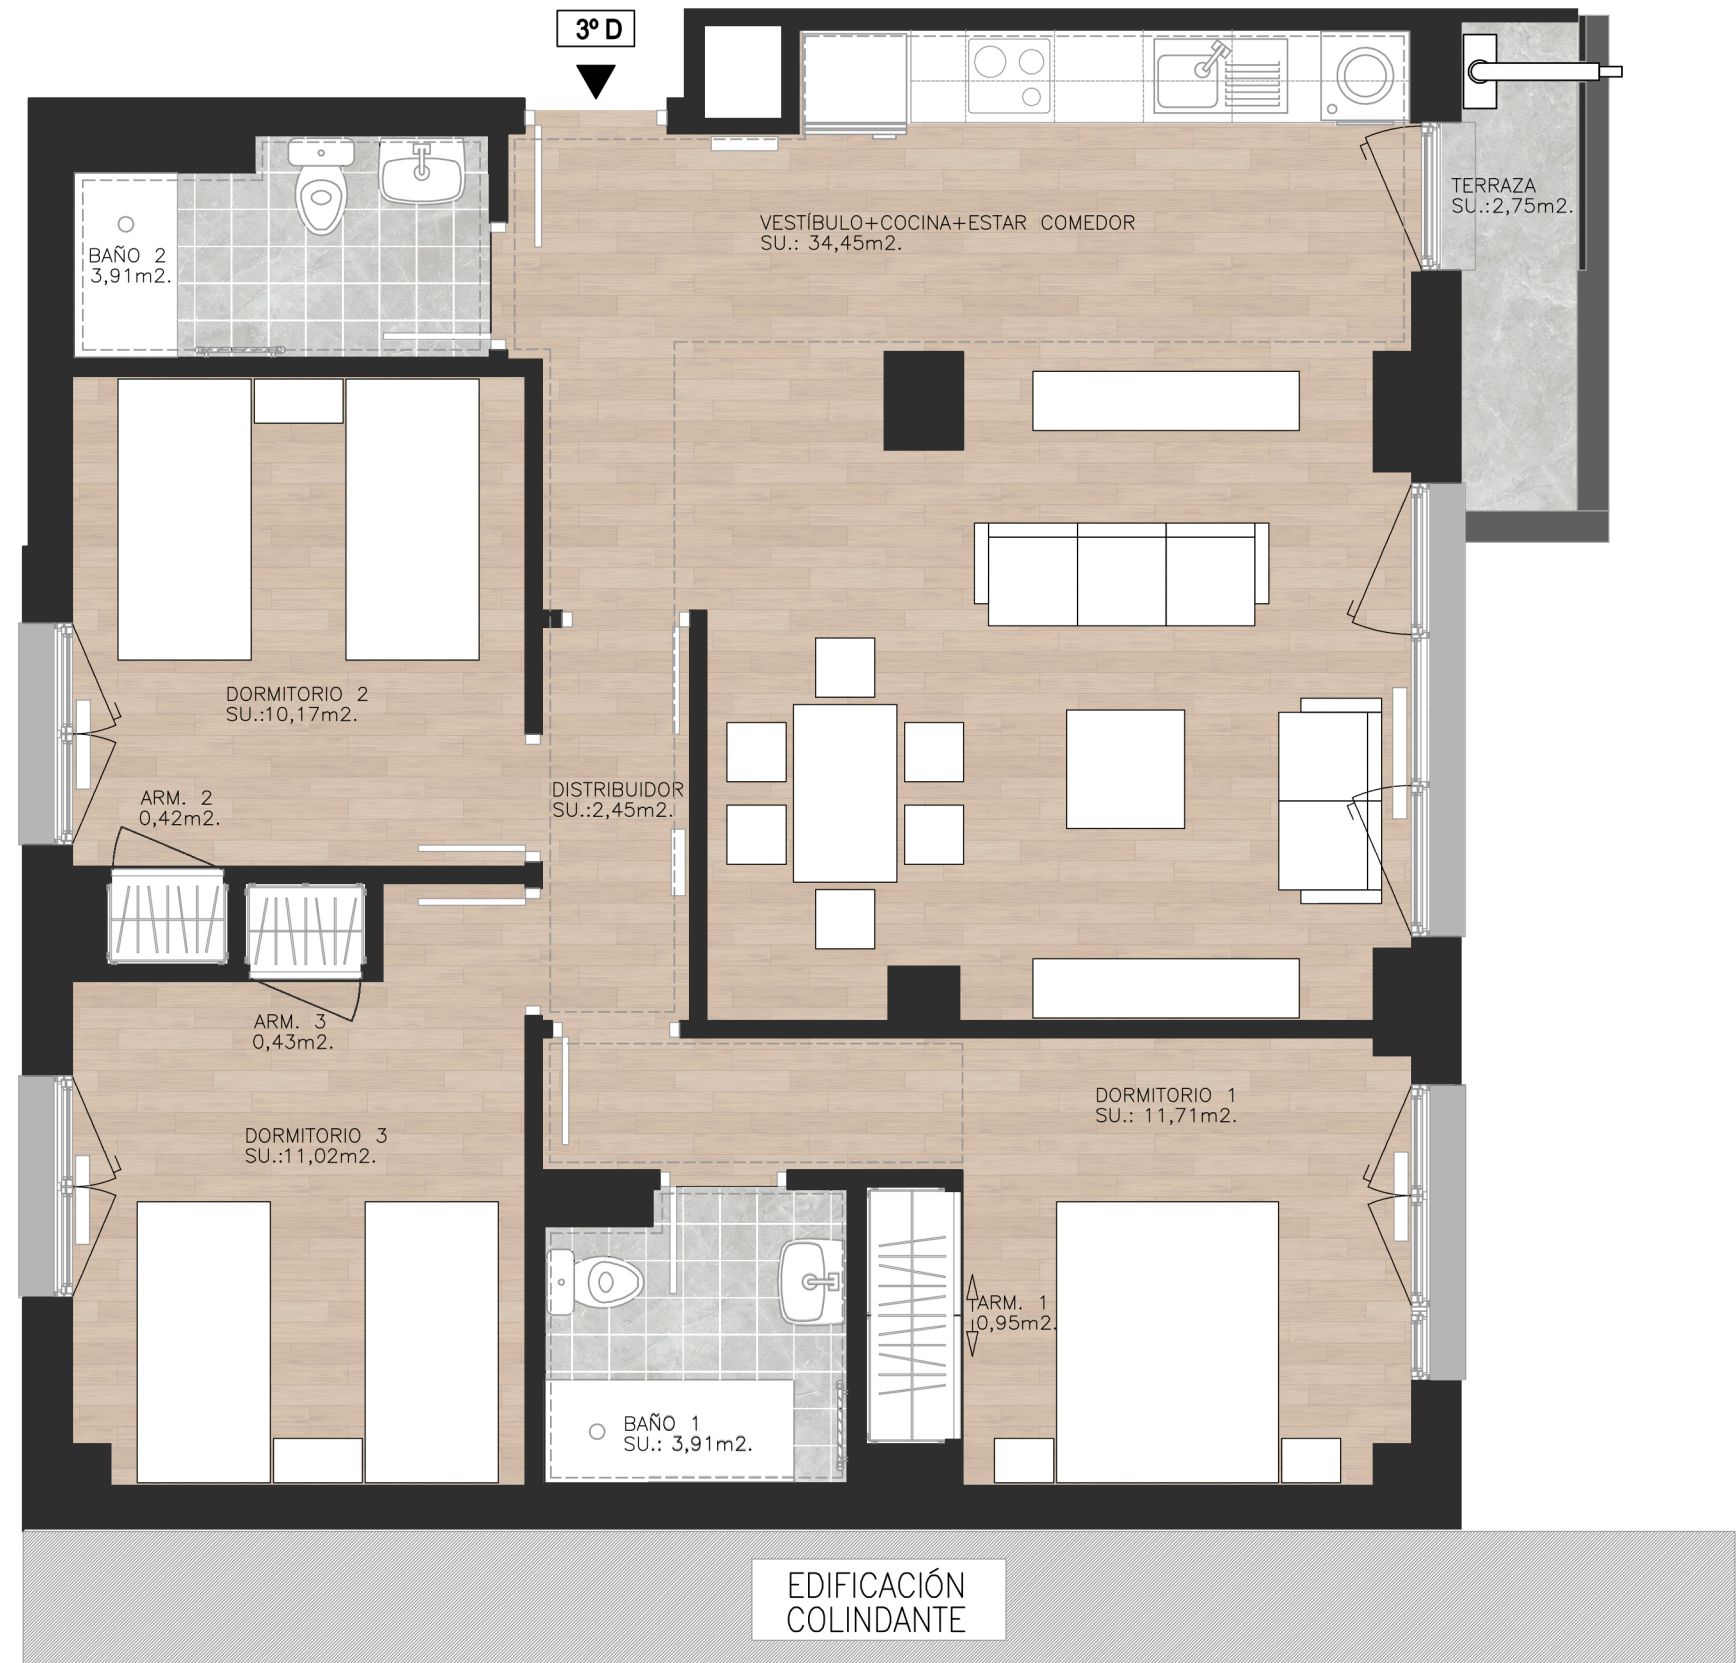 3º D
TERRAZA
SU.:2,75m2.
VESTÍBULO+COCINA+ESTAR COMEDOR
SU.: 34,45m2.
BAÑO 2
3,91m2.
DORMITORIO 2
SU.:10,17m2.
ARM. 2
0,42m2.
DISTRIBUIDOR
SU.:2,45m2.
ARM. 3
0,43m2.
DORMITORIO 1
SU.: 11,71m2.
DORMITORIO 3
SU.:11,02m2.
ARM. 1
0,95m2.
BAÑO 1
SU.: 3,91m2.
EDIFICACIÓN
COLINDANTE